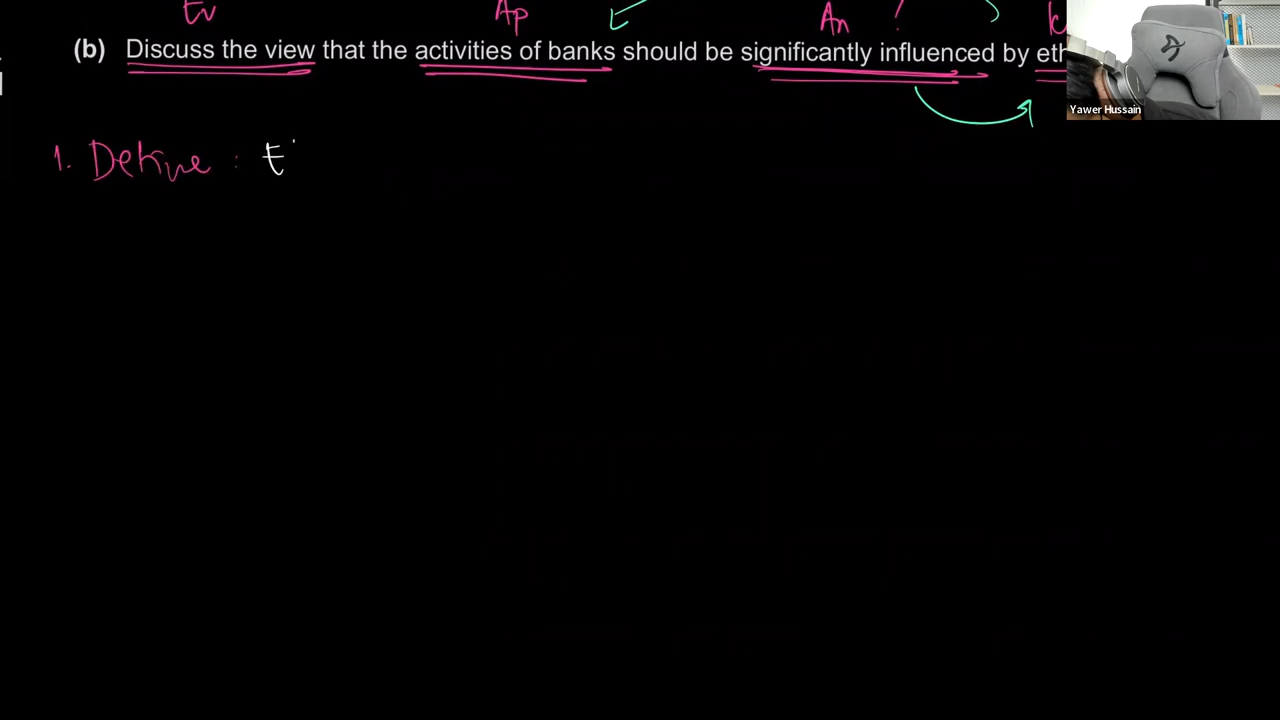 Ev Ap An ! K
(b) Discuss the view that the activities of banks should be significantly influenced by eth
Yawer Hussain
1. Define : E